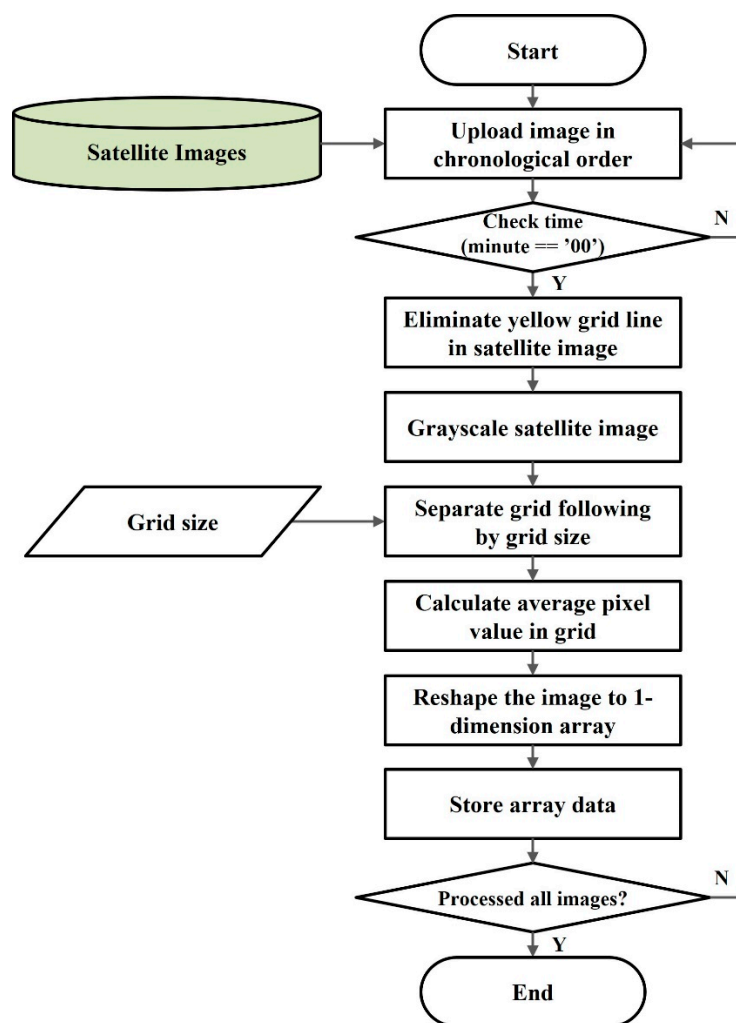 Start
Satellite Images
Upload image in
chronological order
Check time
(minute == ’00’)
N
Y
Eliminate yellow grid line
in satellite image
Grayscale satellite image
Grid size
Separate grid following
by grid size
Calculate average pixel
value in grid
Reshape the image to 1-
dimension array
Store array data
Processed all images?
N
Y
End